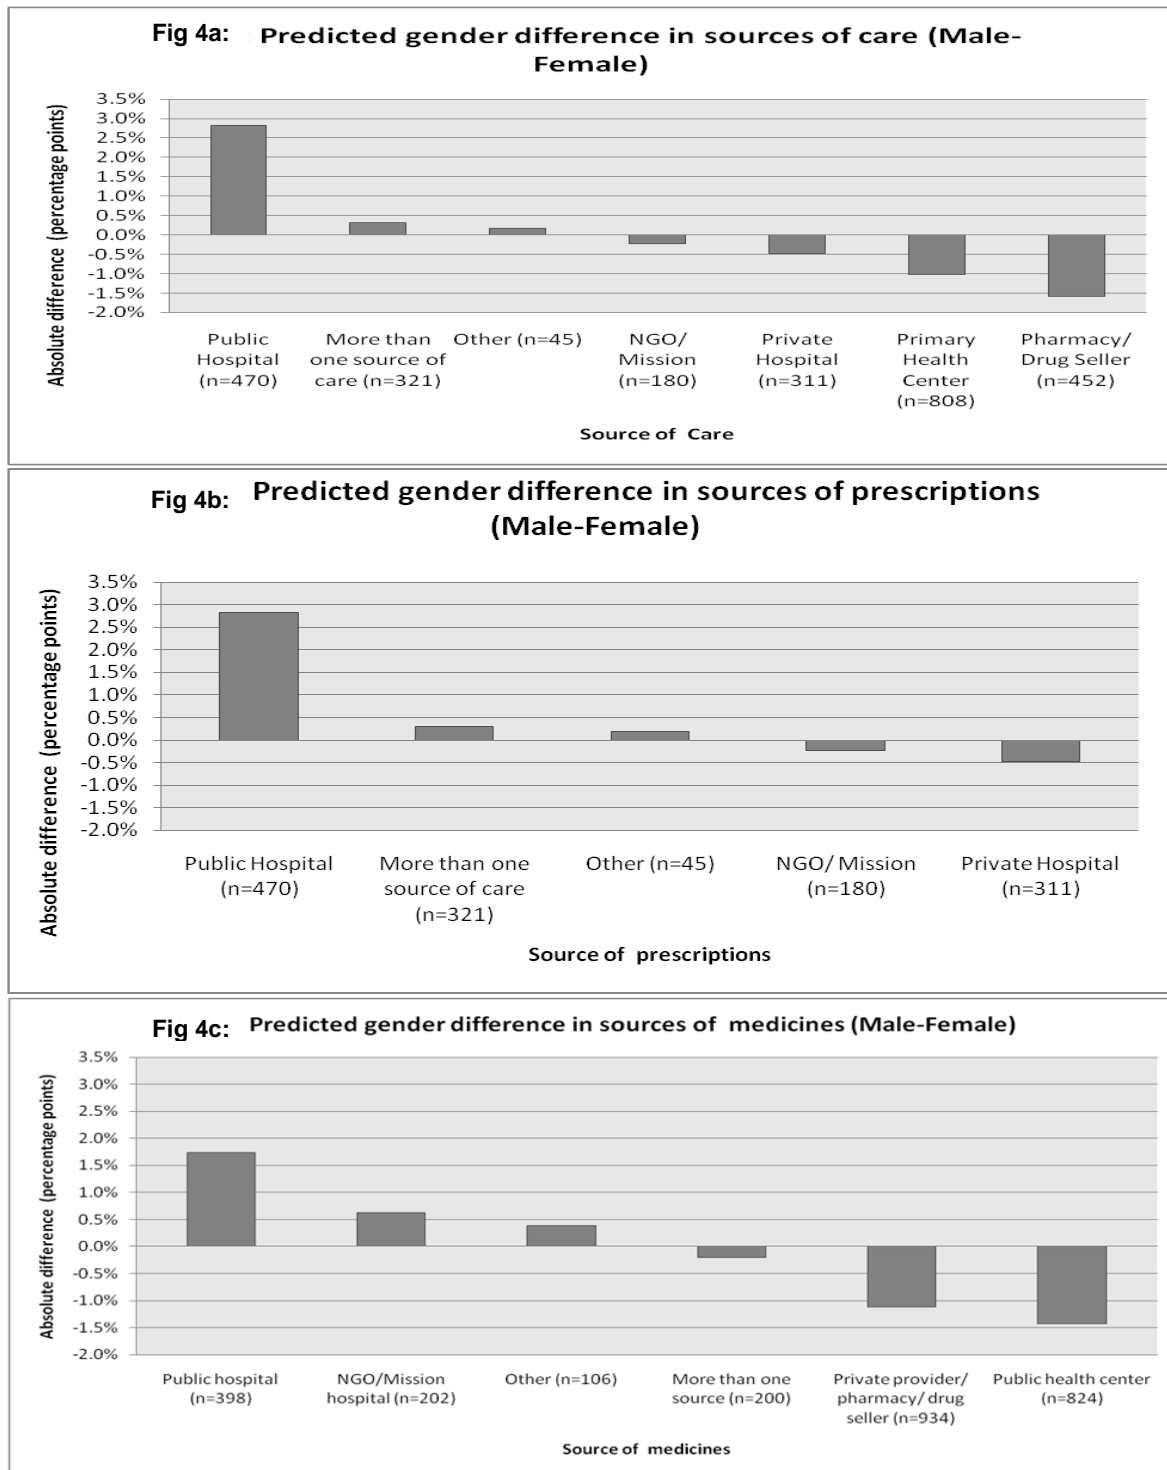 Fig 4a: Predicted gender difference in sources of care (Male-
Female)
Absolute difference (percentage points)
3.5%
3.0%
2.5%
2.0%
1.5%
1.0%
0.5%
0.0%
-0.5%
-1.0%
-1.5%
-2.0%
Public
Hospital
(n=470)
More than
one source of
care (n=321)
Other (n=45)
NGO/
Mission
(n=180)
Private
Hospital
(n=311)
Primary
Health
Center
(n=808)
Pharmacy/
Drug Seller
(n=452)
Source of Care
Fig 4b: Predicted gender difference in sources of prescriptions
(Male-Female)
Absolute difference (percentage points)
3.5%
3.0%
2.5%
2.0%
1.5%
1.0%
0.5%
0.0%
-0.5%
-1.0%
-1.5%
-2.0%
Public Hospital
(n=470)
More than one
source of care
(n=321)
Other (n=45)
NGO/ Mission
(n=180)
Private Hospital
(n=311)
Source of prescriptions
Fig 4c: Predicted gender difference in sources of medicines (Male-Female)
Absolute difference (percentage points)
3.5%
3.0%
2.5%
2.0%
1.5%
1.0%
0.5%
0.0%
-0.5%
-1.0%
-1.5%
-2.0%
Public hospital
(n=398)
NGO/Mission
hospital (n=202)
Other (n=106)
More than one
source (n=200)
Private provider/
pharmacy/ drug
seller (n=934)
Public health center
(n=824)
Source of medicines